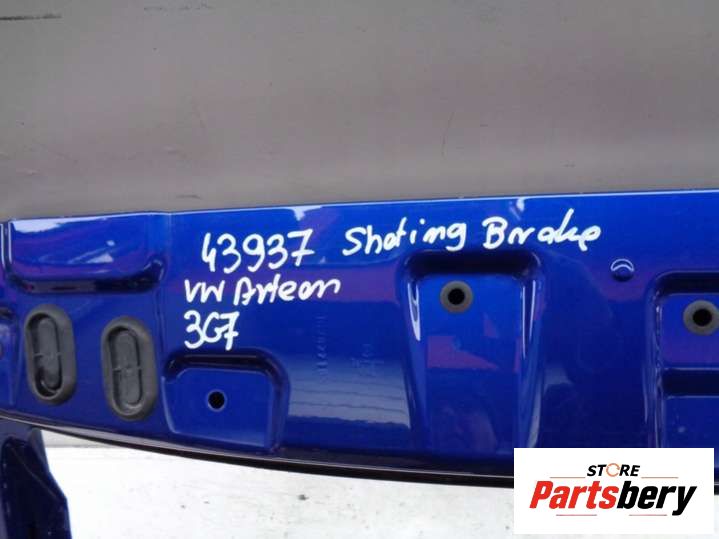 43937 Shoting Brake
VW Arteon
3G7
STORE
Partsbery